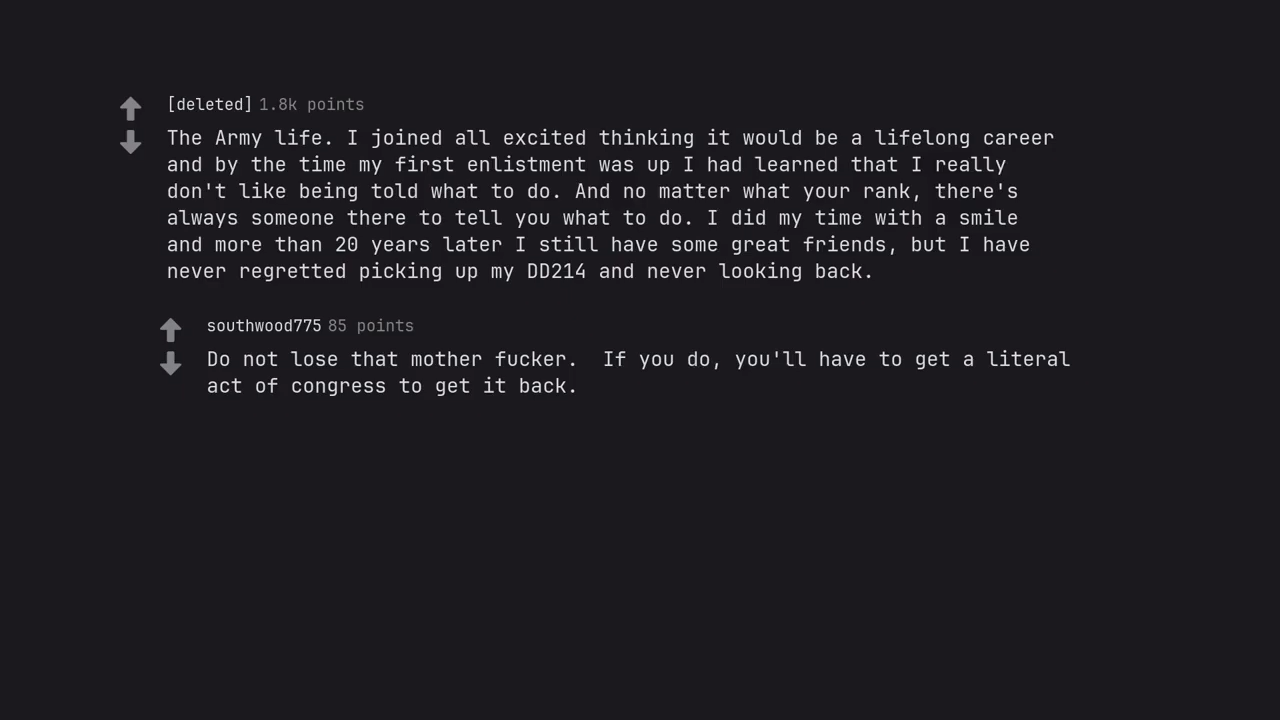 [deleted] 1.8k points
The Army life. I joined all excited thinking it would be a lifelong career
and by the time my first enlistment was up I had learned that I really
don't like being told what to do. And no matter what your rank, there's
always someone there to tell you what to do. I did my time with a smile
and more than 20 years later I still have some great friends, but I have
never regretted picking up my DD214 and never looking back.
southwood775 85 points
Do not lose that mother fucker.  If you do, you'll have to get a literal
act of congress to get it back.